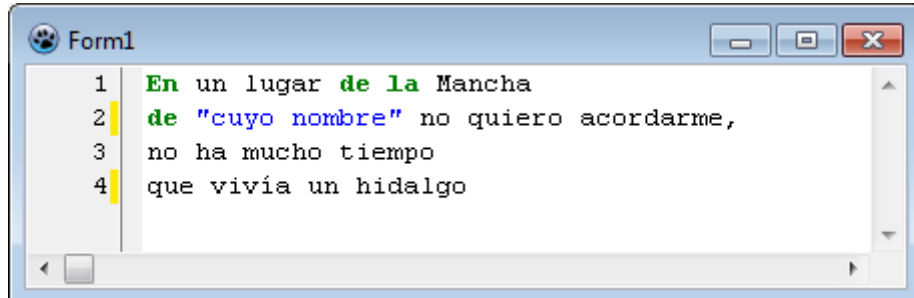 Form1
1 En un lugar de la Mancha
2 de "cuyo nombre" no quiero acordarme,
3 no ha mucho tiempo
4 que vivía un hidalgo